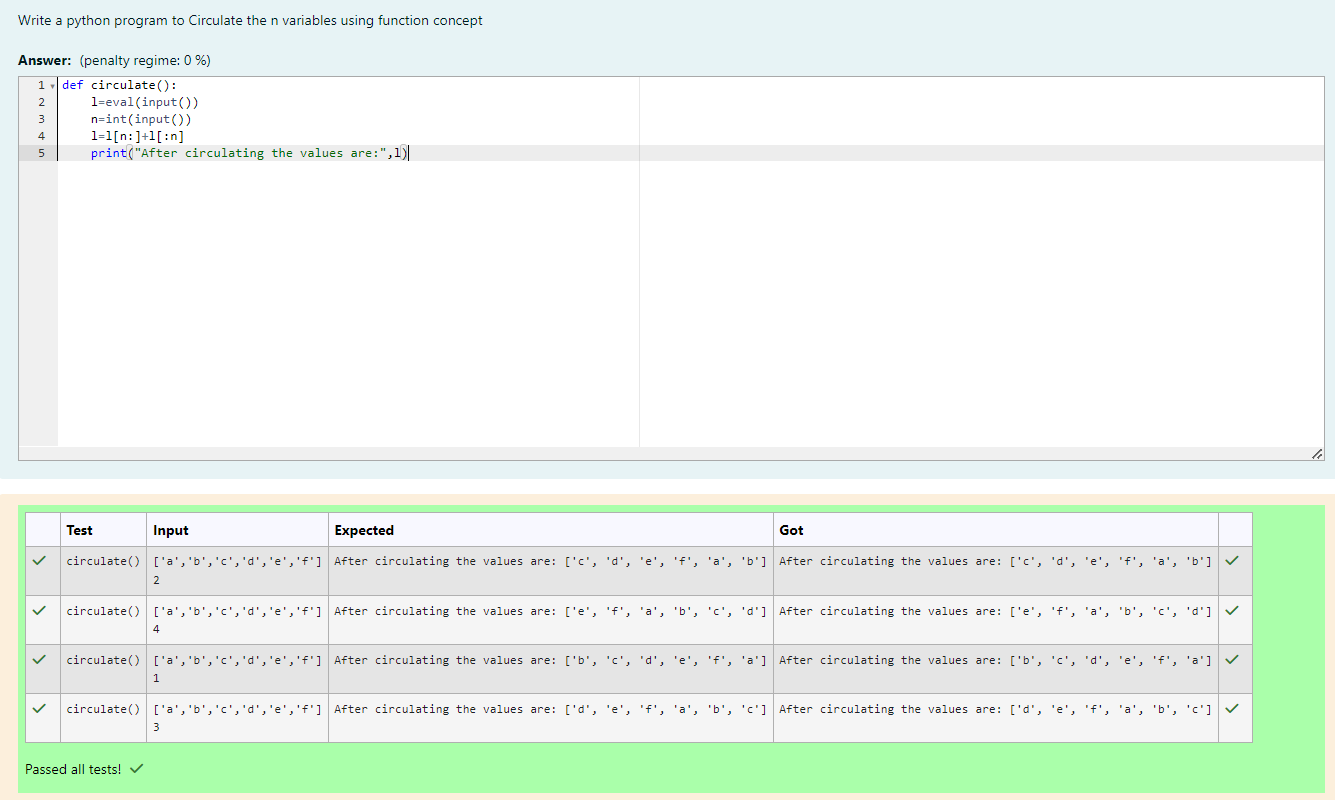 Write a python program to Circulate the n variables using function concept
Answer: (penalty regime: 0 %)
1 def circulate():
2     l=eval(input())
3     n=int(input())
4     l=l[n:]+l[:n]
5     print("After circulating the values are:",l)
Test Input Expected Got
circulate() ['a','b','c','d','e','f'] After circulating the values are: ['c', 'd', 'e', 'f', 'a', 'b'] After circulating the values are: ['c', 'd', 'e', 'f', 'a', 'b']
2
circulate() ['a','b','c','d','e','f'] After circulating the values are: ['e', 'f', 'a', 'b', 'c', 'd'] After circulating the values are: ['e', 'f', 'a', 'b', 'c', 'd']
4
circulate() ['a','b','c','d','e','f'] After circulating the values are: ['b', 'c', 'd', 'e', 'f', 'a'] After circulating the values are: ['b', 'c', 'd', 'e', 'f', 'a']
1
circulate() ['a','b','c','d','e','f'] After circulating the values are: ['d', 'e', 'f', 'a', 'b', 'c'] After circulating the values are: ['d', 'e', 'f', 'a', 'b', 'c']
3
Passed all tests!